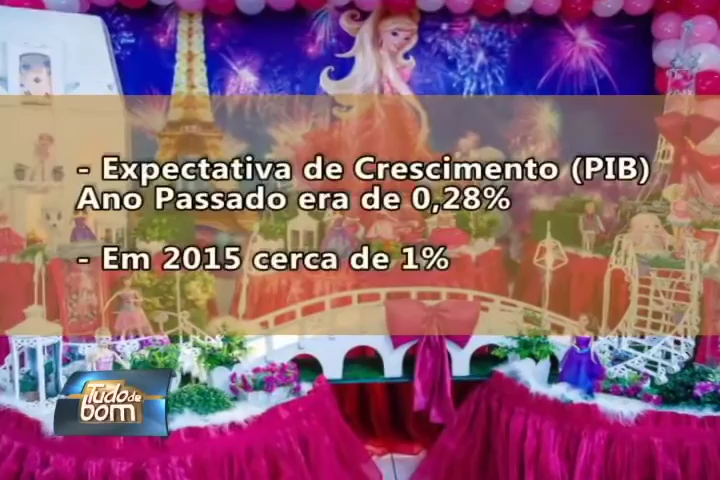 - Expectativa de Crescimento (PIB)
Ano Passado era de 0,28%
- Em 2015 cerca de 1%
Tudo de
bom